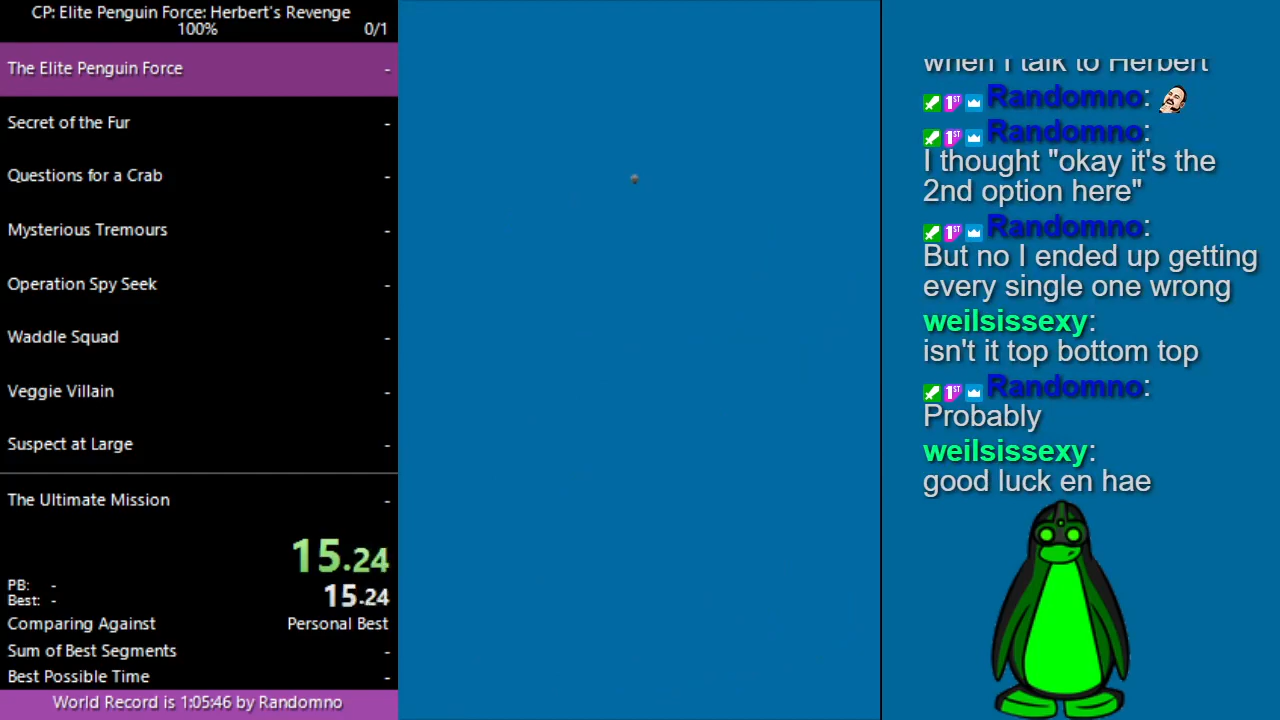 CP: Elite Penguin Force: Herbert's Revenge
100% 0/1
The Elite Penguin Force -
Secret of the Fur -
Questions for a Crab -
Mysterious Tremours -
Operation Spy Seek -
Waddle Squad -
Veggie Villain -
Suspect at Large -
The Ultimate Mission -
15.24
PB: -
Best: - 15.24
Comparing Against Personal Best
Sum of Best Segments -
Best Possible Time -
World Record is 1:05:46 by Randomno
when I talk to Herbert
1ST Randomno:
1ST Randomno:
I thought "okay it's the
2nd option here"
1ST Randomno:
But no I ended up getting
every single one wrong
weilsissexy:
isn't it top bottom top
1ST Randomno:
Probably
weilsissexy:
good luck en hae